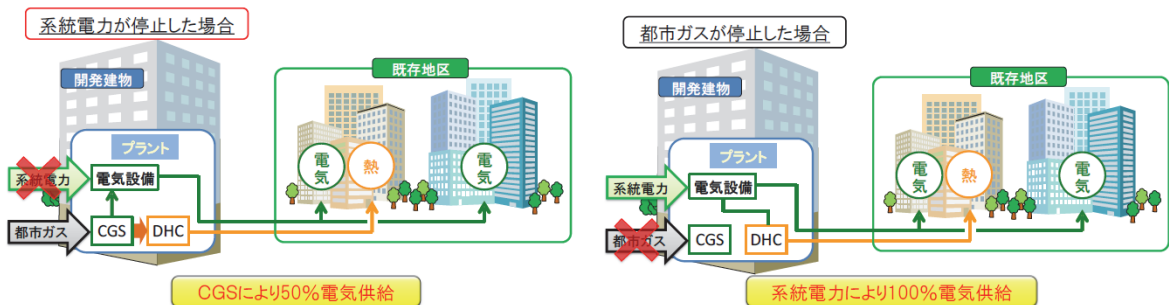 系統電力が停止した場合
開発建物
既存地区
プラント
系統電力
電気設備
都市ガス
CGS
DHC
電気
熱
電気
CGSにより50%電気供給
都市ガスが停止した場合
開発建物
既存地区
プラント
系統電力
電気設備
都市ガス
CGS
DHC
電気
熱
電気
系統電力により100%電気供給